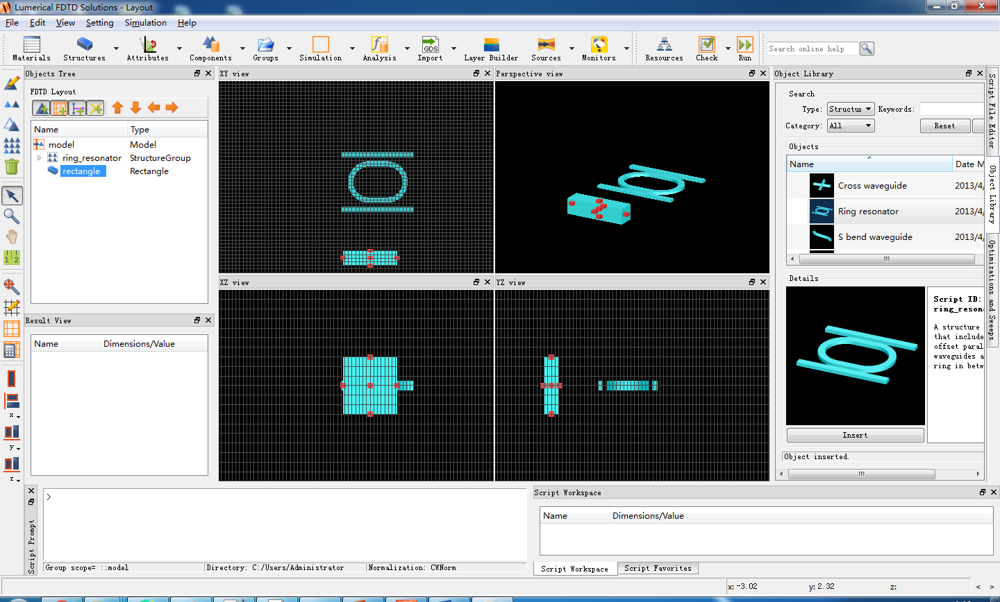 Lumerical FDTD Solutions - Layout
File Edit View Setting Simulation Help
Materials Structures Attributes Components Groups Simulation Analysis Import Layer Builder Sources Monitors Resources Check Run Search online help
GDS
Objects Tree
FDTD Layout
Name Type
model Model
ring_resonator StructureGroup
rectangle Rectangle
Result View
Name Dimensions/Value
1 2
x
y
z
XY view
Perspective view
XZ view
YZ view
Object Library
Search
Type: Structur Keywords:
Category: All Reset
Objects
Name Date M
Cross waveguide 2013/4/
Ring resonator 2013/4/
S bend waveguide 2013/4/
Details
Script ID:
ring_reson
A structure
that include
offset paral
waveguides a
ring in betw
Insert
Object inserted.
Script File Editor
Object Library
Optimizations and Sweeps
Script Prompt
>
Group scope= ::model Directory: C:/Users/Administrator Normalization: CWNorm
Script Workspace
Name Dimensions/Value
Script Workspace Script Favorites
x: -3.02 y: 2.32 z: